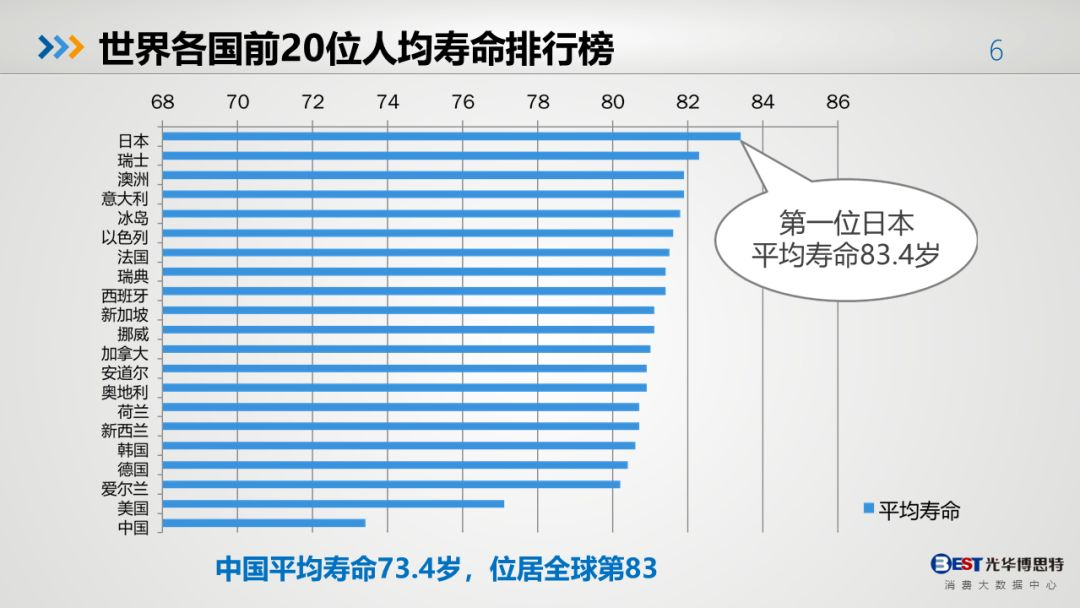 世界各国前20位人均寿命排行榜
6
68 70 72 74 76 78 80 82 84 86
日本
瑞士
澳洲
意大利
冰岛
以色列
法国
瑞典
西班牙
新加坡
挪威
加拿大
安道尔
奥地利
荷兰
新西兰
韩国
德国
爱尔兰
美国
中国
第一位日本
平均寿命83.4岁
平均寿命
中国平均寿命73.4岁，位居全球第83
BEST光华博思特
消费大数据中心